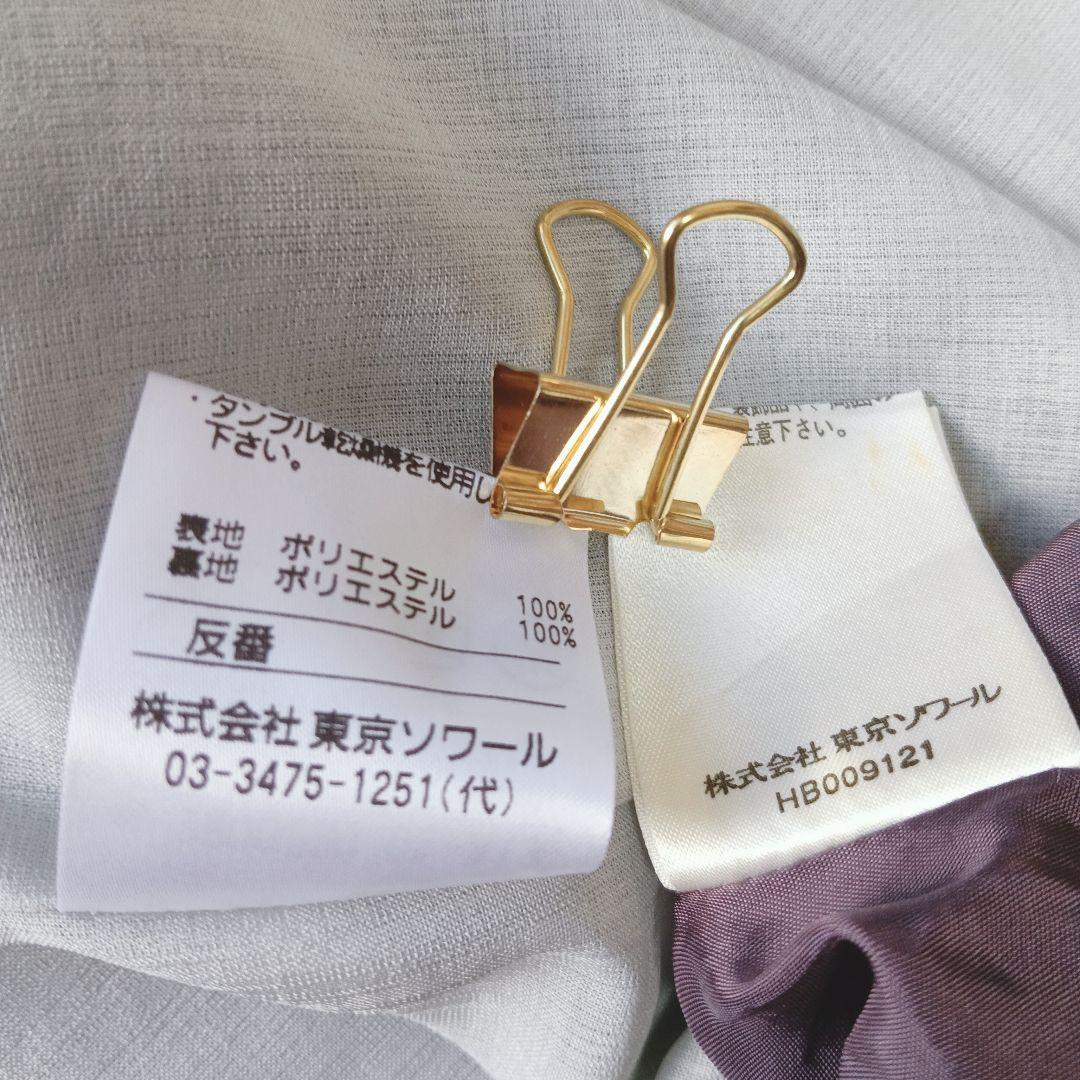 ・タンブル乾燥機を使用し
下さい。
表地 ポリエステル 100%
裏地 ポリエステル 100%
反番
株式会社 東京ソワール
03-3475-1251(代)
注意下さい。
株式会社 東京ソワール
HB009121